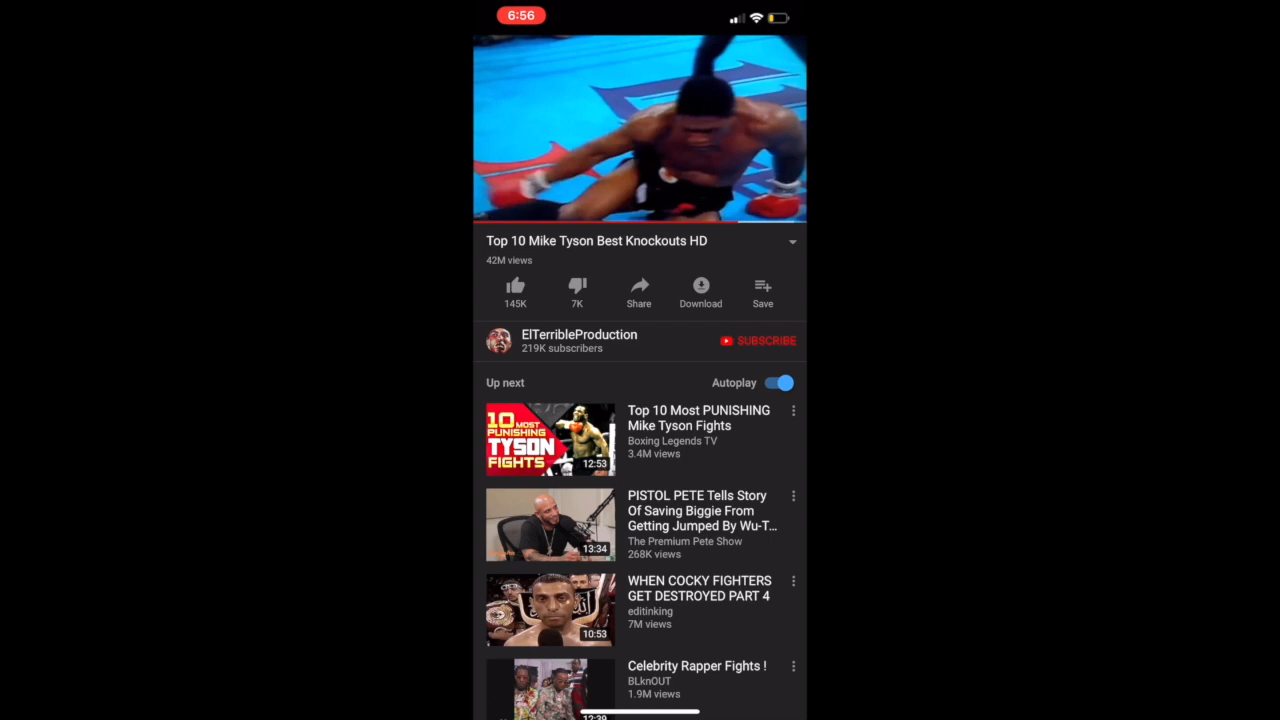 6:56
Top 10 Mike Tyson Best Knockouts HD
42M views
145K
7K
Share
Download
Save
ElTerribleProduction
219K subscribers
SUBSCRIBE
Up next
Autoplay
10 MOST
PUNISHING
TYSON
FIGHTS
12:53
Top 10 Most PUNISHING
Mike Tyson Fights
Boxing Legends TV
3.4M views
13:34
PISTOL PETE Tells Story
Of Saving Biggie From
Getting Jumped By Wu-T...
The Premium Pete Show
268K views
10:53
WHEN COCKY FIGHTERS
GET DESTROYED PART 4
editinking
7M views
12:39
Celebrity Rapper Fights !
BLknOUT
1.9M views